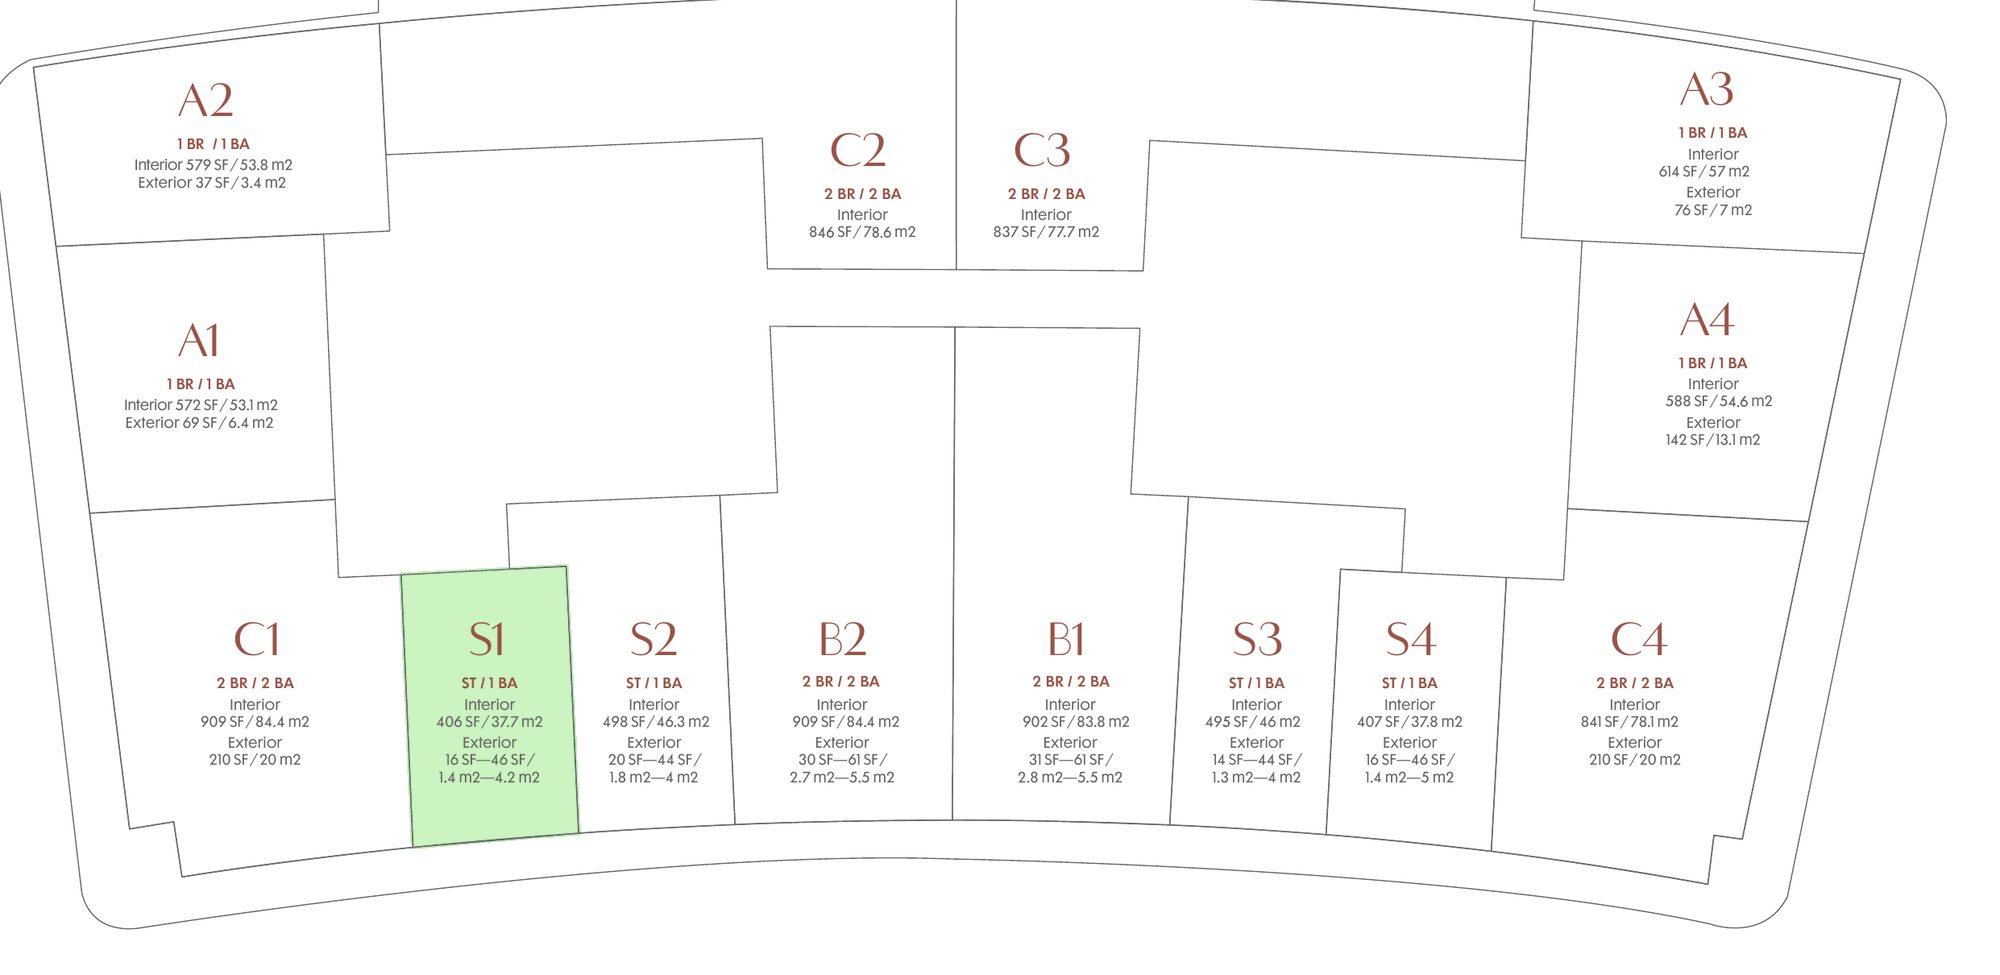 A2
1 BR / 1 BA
Interior 579 SF/53.8 m2
Exterior 37 SF/3.4 m2
C2
2 BR / 2 BA
Interior
846 SF/78.6 m2
C3
2 BR / 2 BA
Interior
837 SF/77.7 m2
A3
1 BR / 1 BA
Interior
614 SF/57 m2
Exterior
76 SF/7 m2
A1
1 BR / 1 BA
Interior 572 SF/53.1 m2
Exterior 69 SF/6.4 m2
A4
1 BR / 1 BA
Interior
588 SF/54.6 m2
Exterior
142 SF/13.1 m2
C1
2 BR / 2 BA
Interior
909 SF/84.4 m2
Exterior
210 SF/20 m2
S1
ST / 1 BA
Interior
406 SF/37.7 m2
Exterior
16 SF—46 SF/
1.4 m2—4.2 m2
S2
ST / 1 BA
Interior
498 SF/46.3 m2
Exterior
20 SF—44 SF/
1.8 m2—4 m2
B2
2 BR / 2 BA
Interior
909 SF/84.4 m2
Exterior
30 SF—61 SF/
2.7 m2—5.5 m2
B1
2 BR / 2 BA
Interior
902 SF/83.8 m2
Exterior
31 SF—61 SF/
2.8 m2—5.5 m2
S3
ST / 1 BA
Interior
495 SF/46 m2
Exterior
14 SF—44 SF/
1.3 m2—4 m2
S4
ST / 1 BA
Interior
407 SF/37.8 m2
Exterior
16 SF—46 SF/
1.4 m2—5 m2
C4
2 BR / 2 BA
Interior
841 SF/78.1 m2
Exterior
210 SF/20 m2